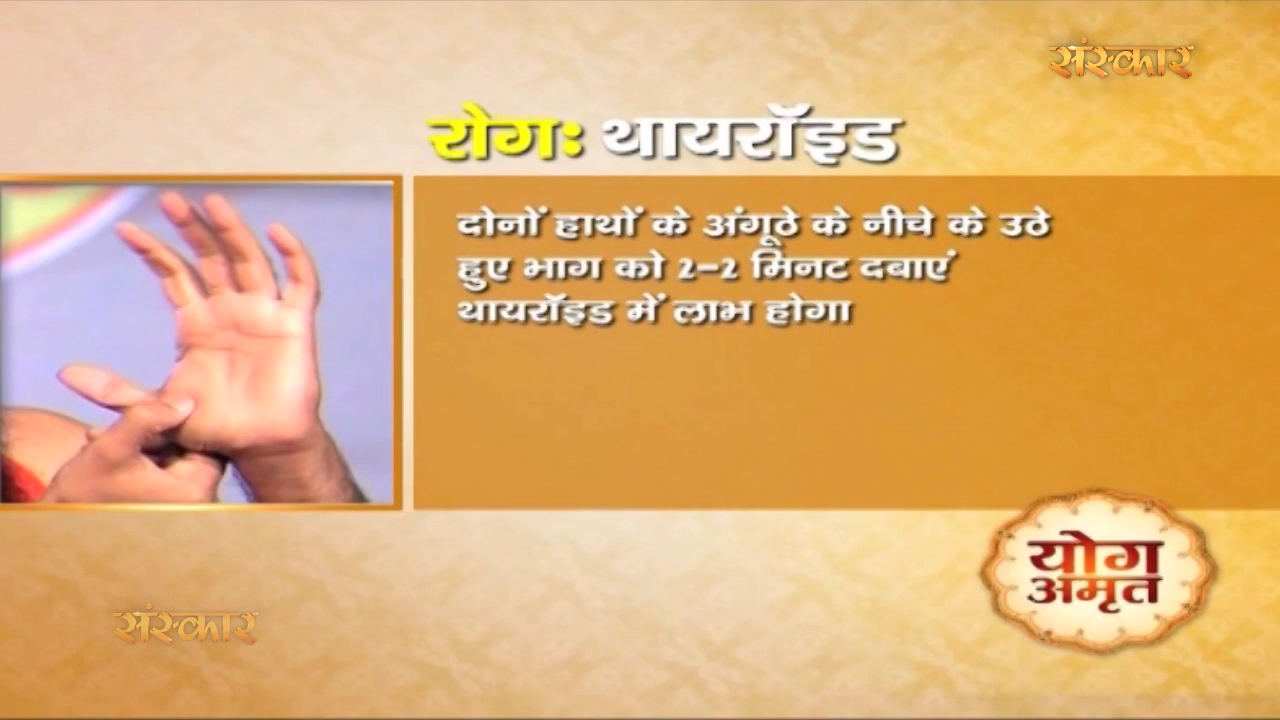 संस्कार
रोगः थायरॉइड
दोनों हाथों के अंगूठे के नीचे के उठे
हुए भाग को 2-2 मिनट दबाएं
थायरॉइड में लाभ होगा
योग
अमृत
संस्कार